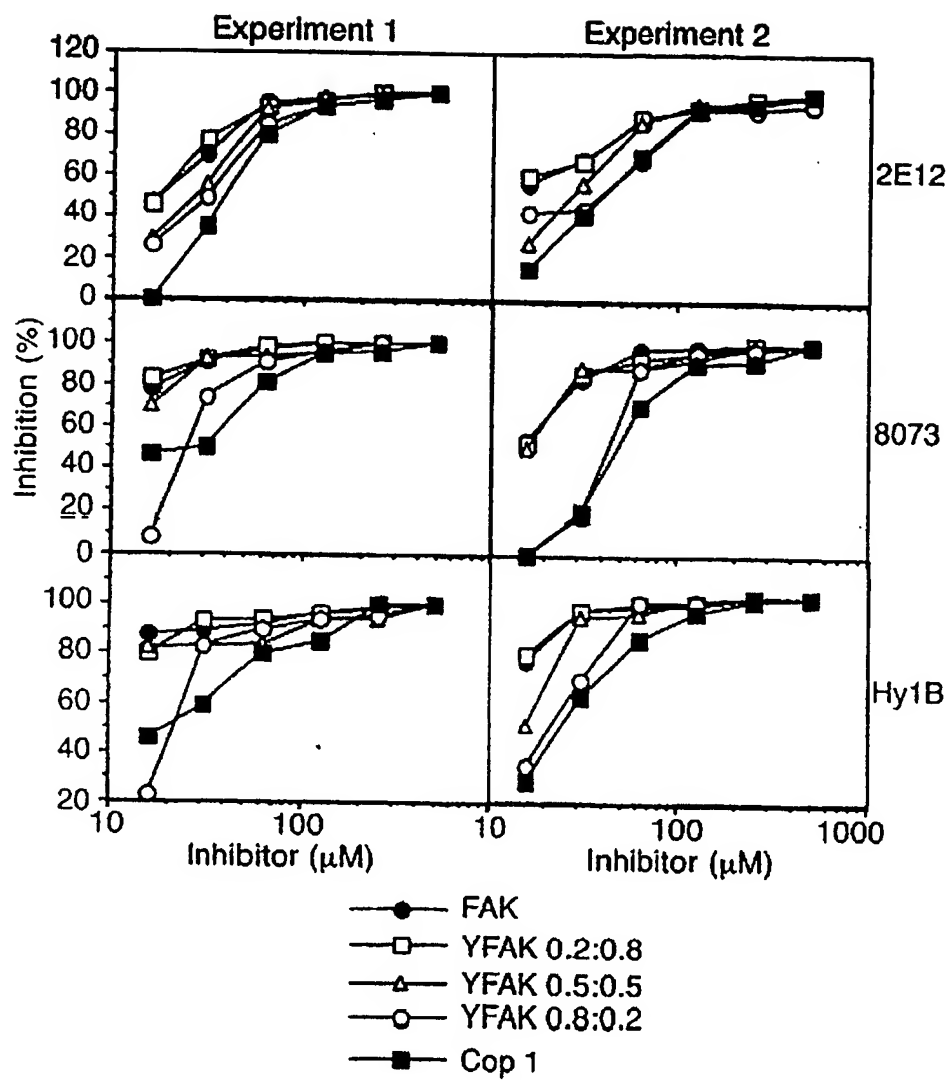 Experiment 1
Experiment 2
120
100
80
60
40
20
0
2E12
Inhibition (%)
100
80
60
40
20
0
8073
100
80
60
40
20
Hy1B
10
100
10
100
1000
Inhibitor (μM)
Inhibitor (μM)
FAK
YFAK 0.2:0.8
YFAK 0.5:0.5
YFAK 0.8:0.2
Cop 1